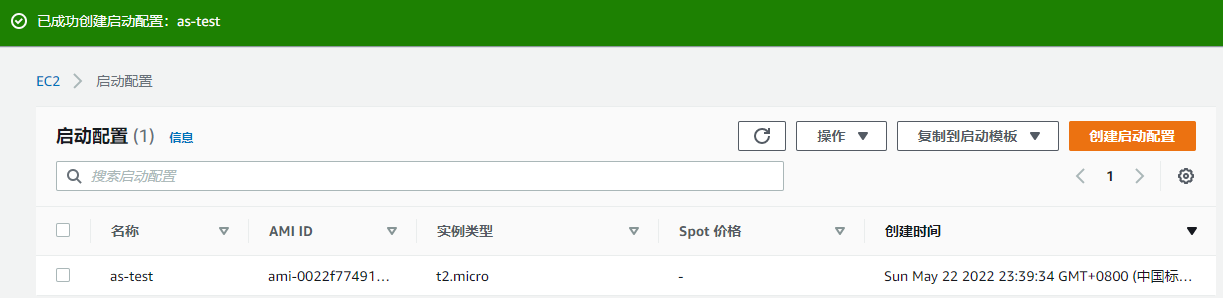 已成功创建启动配置：as-test
EC2 > 启动配置
启动配置 (1) 信息 操作 复制到启动模板 创建启动配置
搜索启动配置 1
名称 AMI ID 实例类型 Spot 价格 创建时间
as-test ami-0022f77491... t2.micro - Sun May 22 2022 23:39:34 GMT+0800 (中国标...